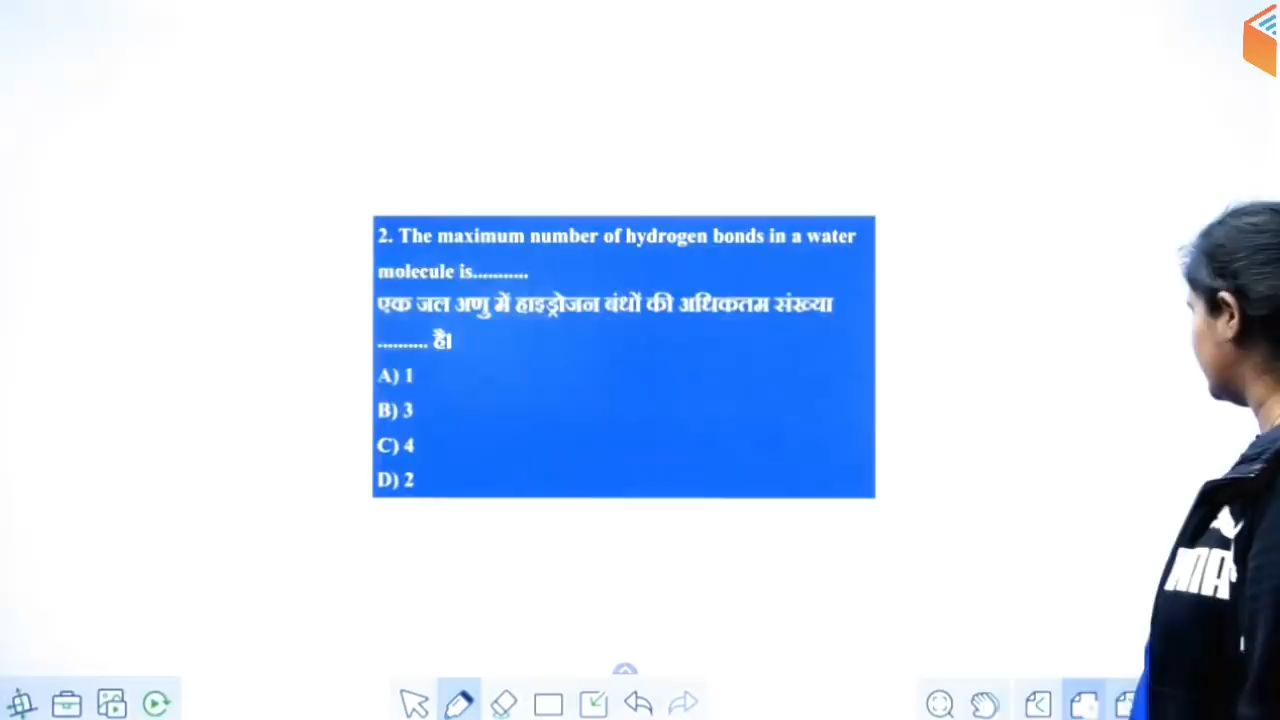 2. The maximum number of hydrogen bonds in a water
molecule is...........
एक जल अणु में हाइड्रोजन बंधों की अधिकतम संख्या
.......... है।
A) 1
B) 3
C) 4
D) 2